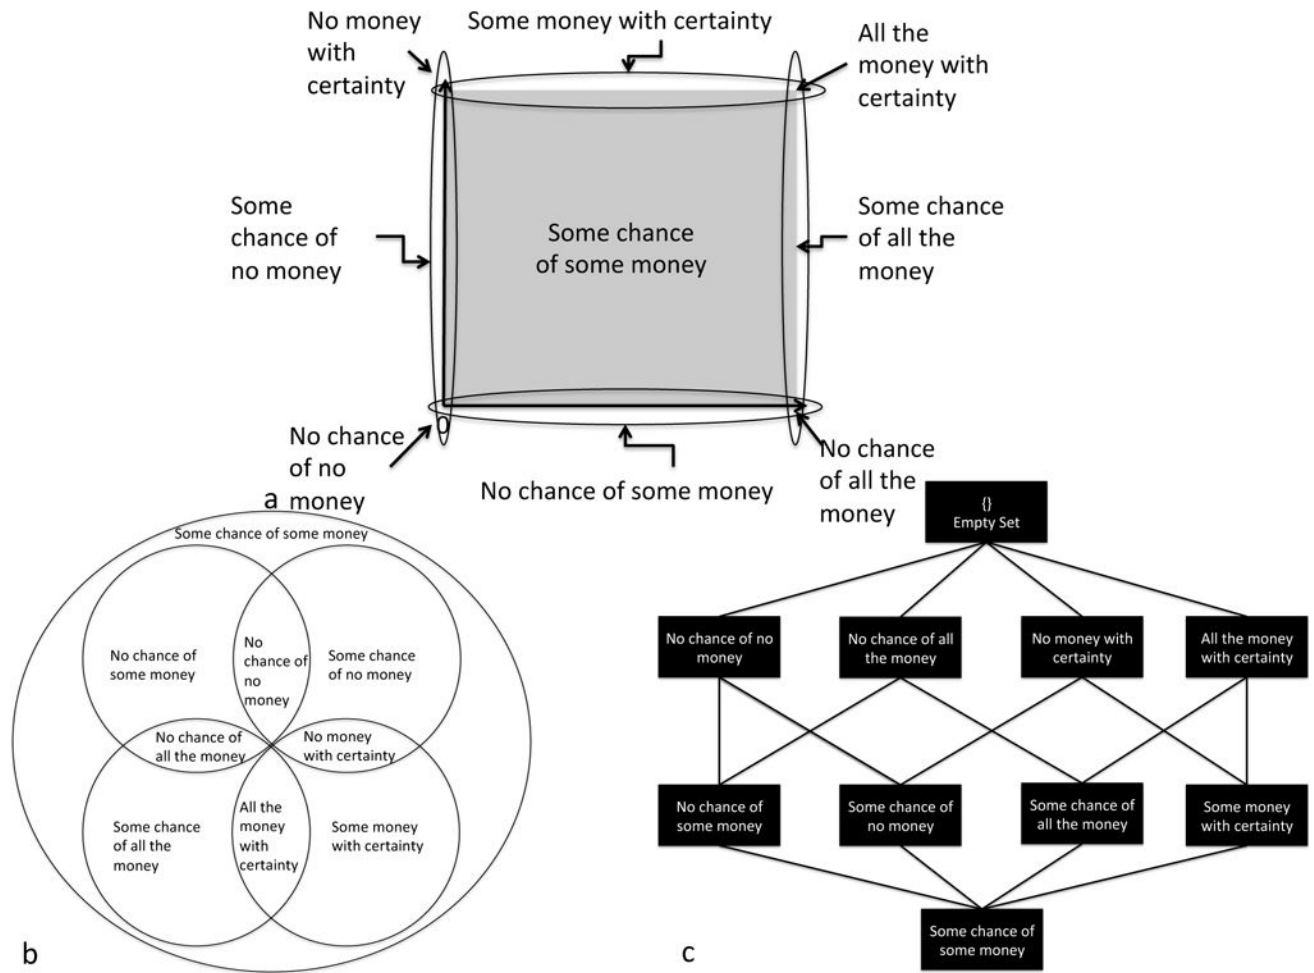 No money
with
certainty
Some money with certainty
All the
money with
certainty
Some
chance of
no money
Some chance
of some money
Some chance
of all the
money
O
No chance
of no
money
No chance of some money
No chance
of all the
money
a
Some chance of some money
No chance of
some money
No
chance of
no
money
Some chance
of no money
No chance of
all the money
No money
with certainty
Some chance
of all the
money
All the
money
with
certainty
Some money
with certainty
b
{}
Empty Set
No chance of no
money
No chance of all
the money
No money with
certainty
All the money
with certainty
No chance of
some money
Some chance of
no money
Some chance of
all the money
Some money
with certainty
Some chance of
some money
c